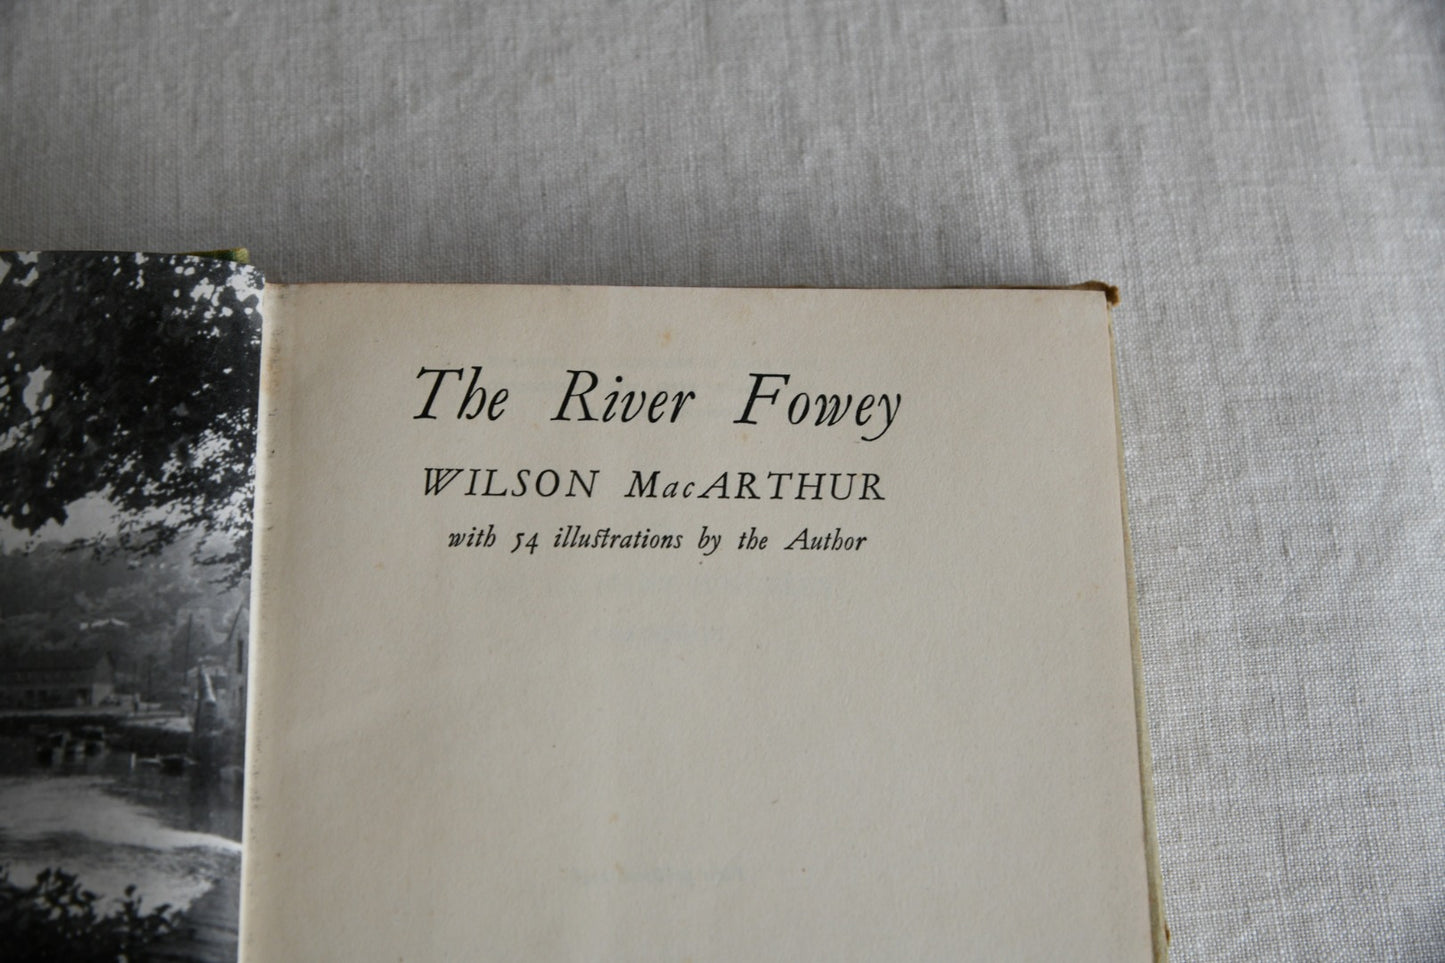 The River Fowey
WILSON MacARTHUR
with 54 illustrations by the Author